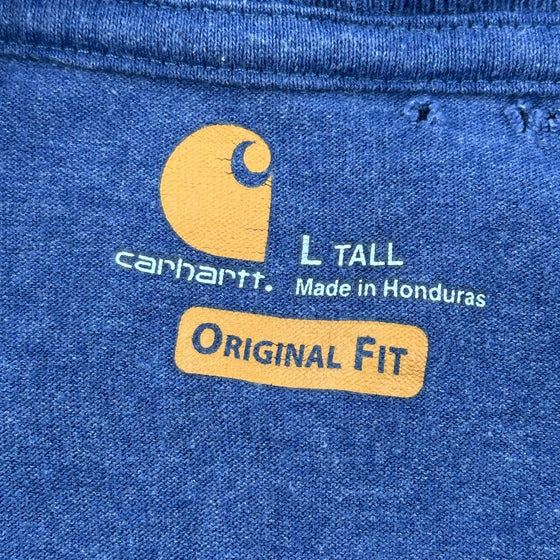 carhartt.
L TALL
Made in Honduras
ORIGINAL FIT